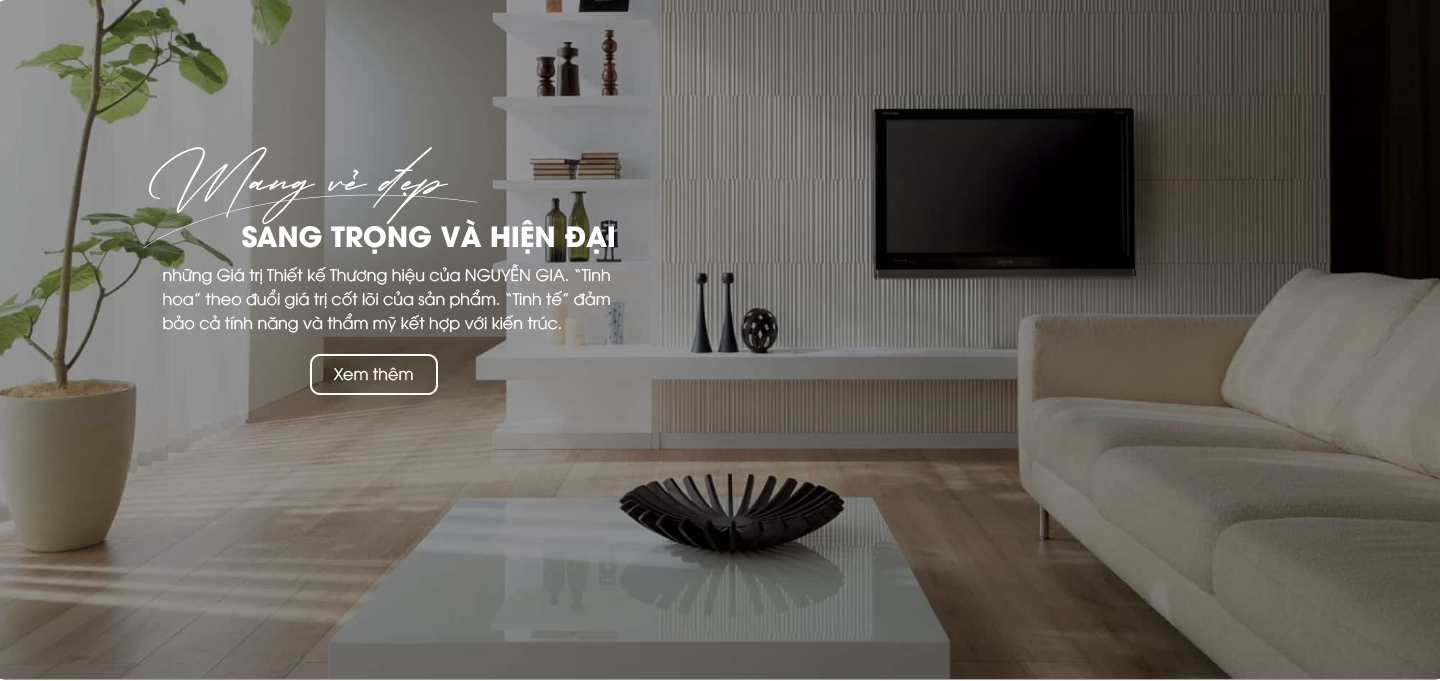 Mang vẻ đẹp
SANG TRỌNG VÀ HIỆN ĐẠI
những Giá trị Thiết kế Thương hiệu của NGUYỄN GIA. “Tinh
hoa” theo đuổi giá trị cốt lõi của sản phẩm. “Tinh tế” đảm
bảo cả tính năng và thẩm mỹ kết hợp với kiến trúc.
Xem thêm